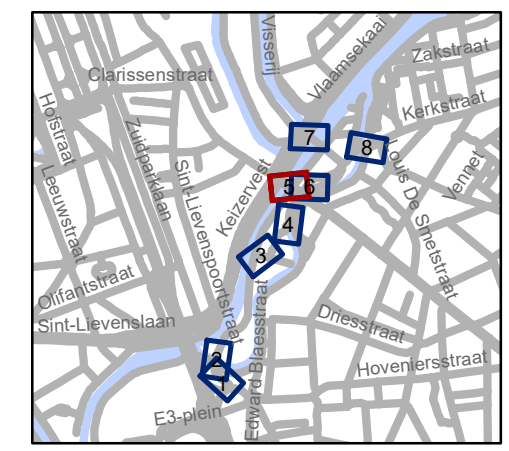 Visserij
Vlaamsekaai
Zakstraat
Clarissenstraat
Kerkstraat
Hofstraat
Zuidparklaan
7
8
Leeuwstraat
Sint-Lievenspoortstraat
Keizervest
5
6
Louis De Smetstraat
Vennet
4
3
Olifantstraat
Sint-Lievenslaan
Edward Blaesstraat
Driesstraat
2
Hoveniersstraat
1
E3-plein